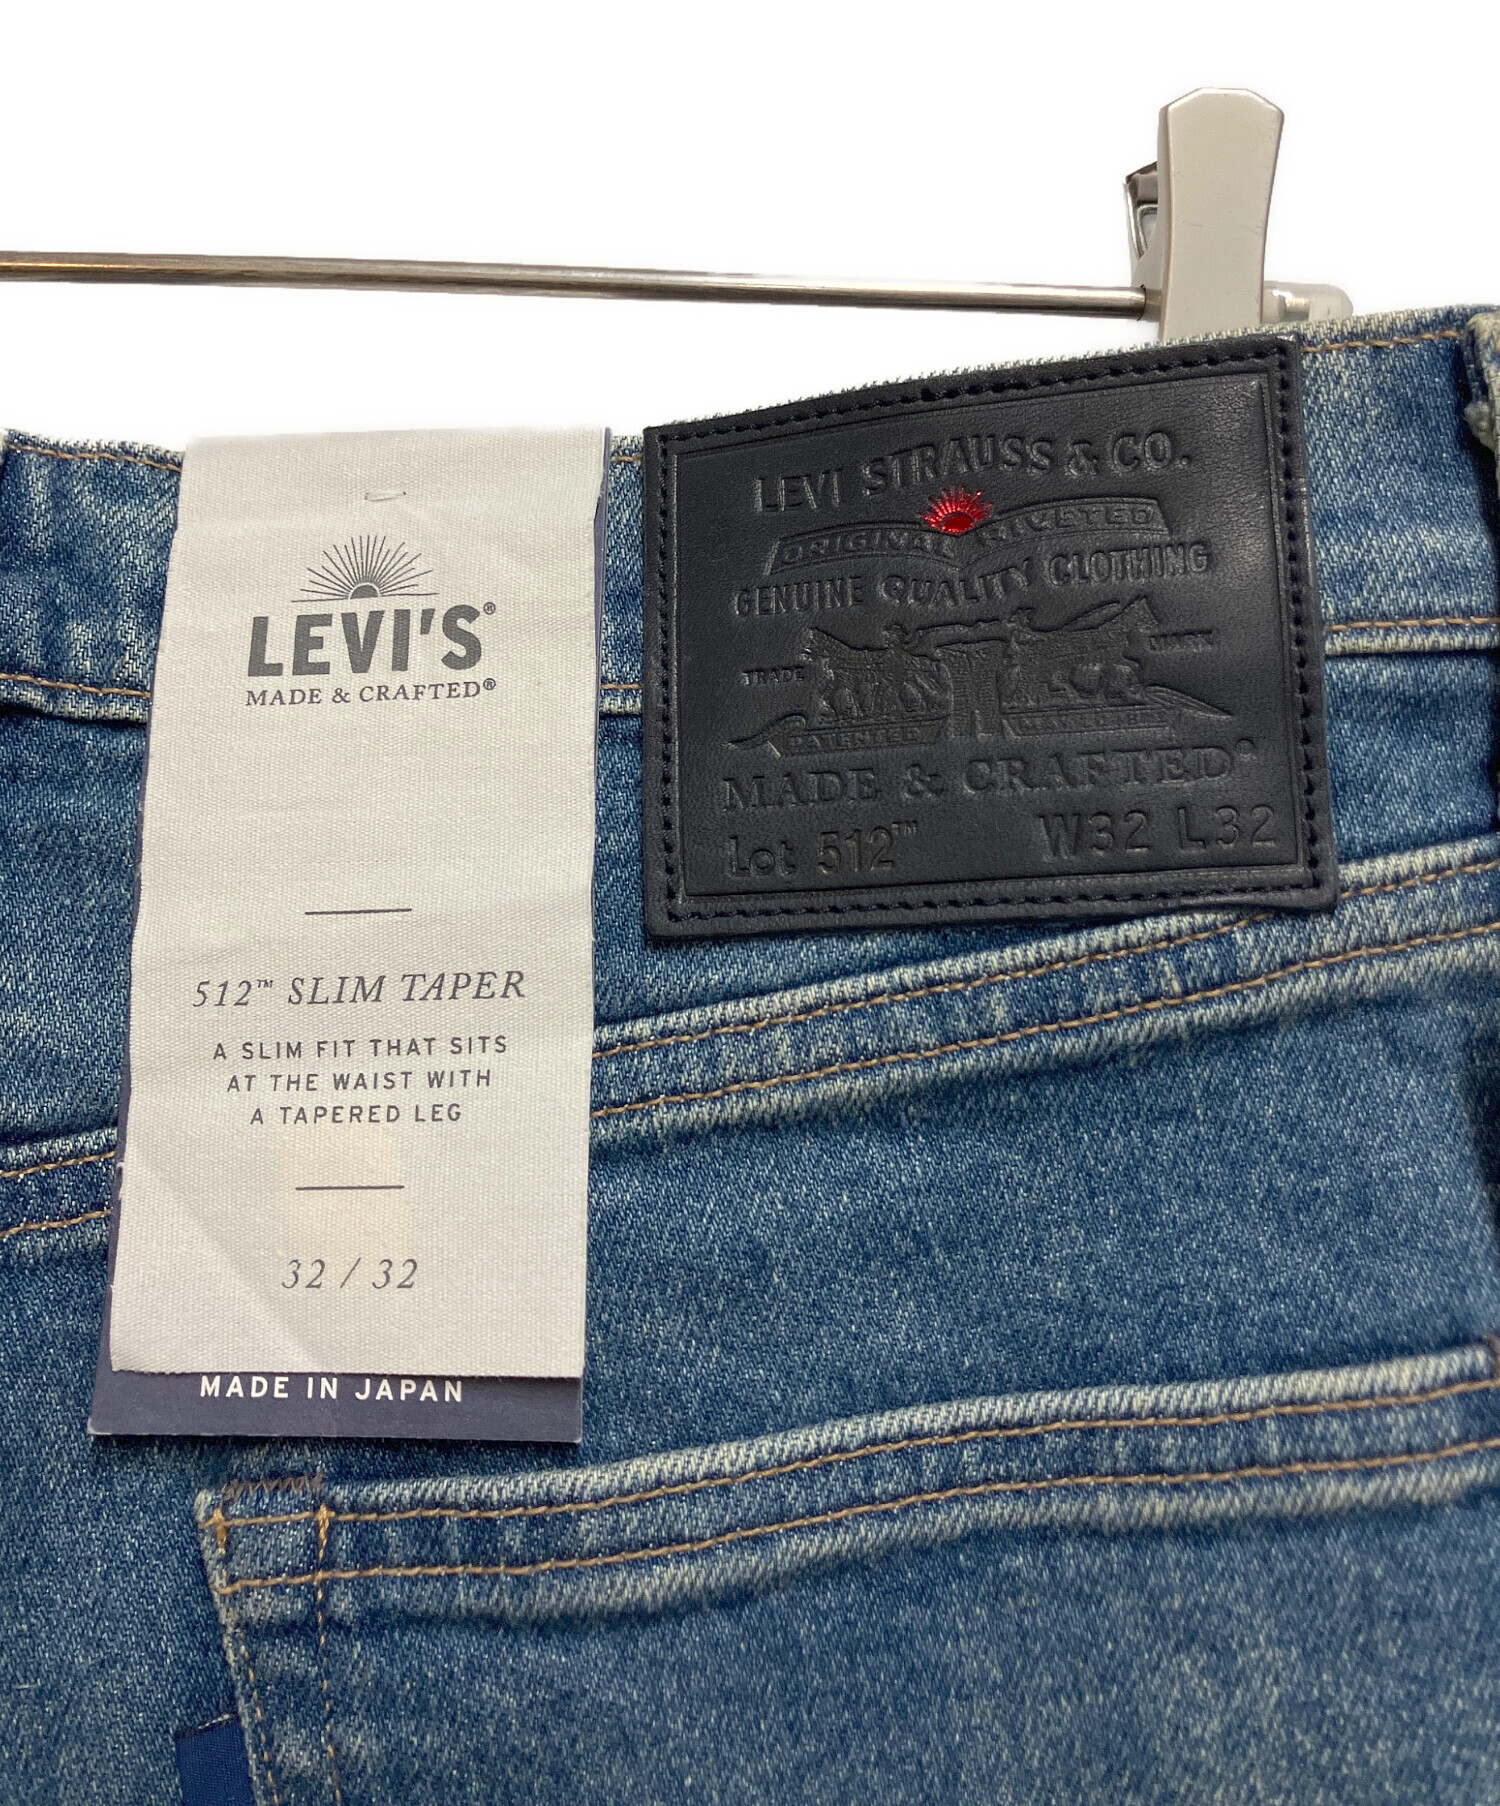 LEVI'S®
MADE & CRAFTED®
512™ SLIM TAPER
A SLIM FIT THAT SITS
AT THE WAIST WITH
A TAPERED LEG
32 / 32
MADE IN JAPAN
LEVI STRAUSS & CO.
ORIGINAL RIVETED
GENUINE QUALITY CLOTHING
TRADE MARK
PATENTED
MADE & CRAFTED®
Lot 512™ W32 L32